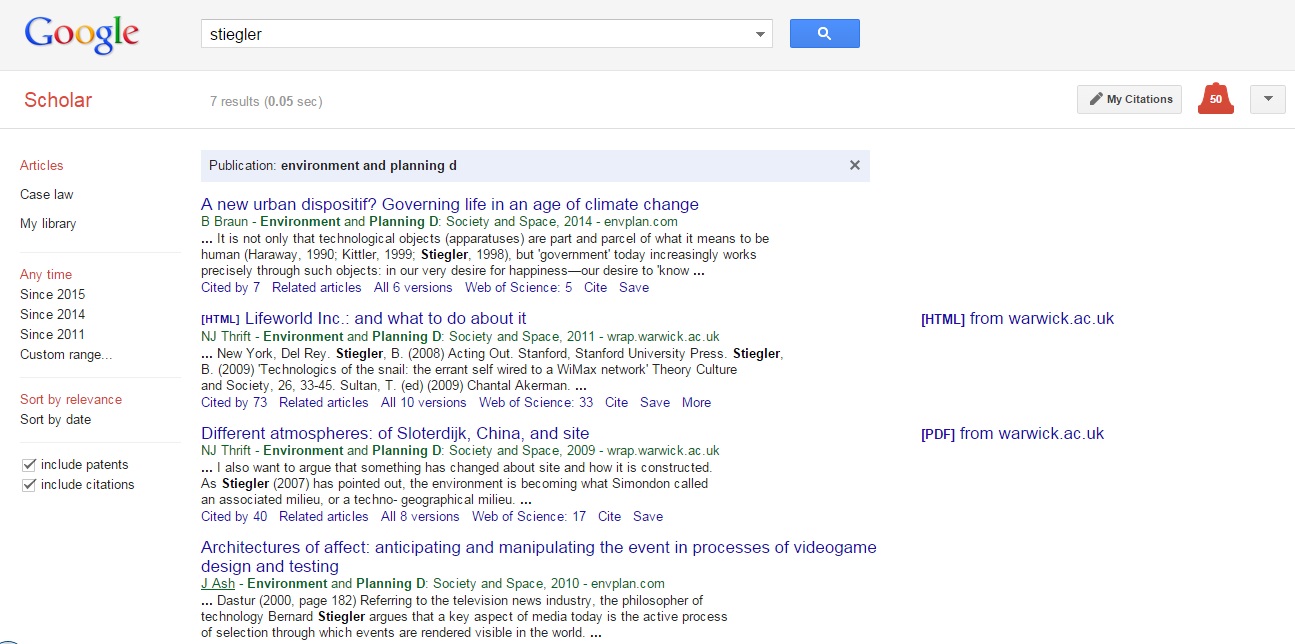 Google
stiegler
Scholar
7 results (0.05 sec)
My Citations
50
Articles
Case law
My library
Any time
Since 2015
Since 2014
Since 2011
Custom range...
Sort by relevance
Sort by date
include patents
include citations
Publication: environment and planning d
A new urban dispositif? Governing life in an age of climate change
B Braun - Environment and Planning D: Society and Space, 2014 - envplan.com
... It is not only that technological objects (apparatuses) are part and parcel of what it means to be
human (Haraway, 1990; Kittler, 1999; Stiegler, 1998), but 'government' today increasingly works
precisely through such objects: in our very desire for happiness—our desire to 'know ...
Cited by 7 Related articles All 6 versions Web of Science: 5 Cite Save
[HTML] Lifeworld Inc.: and what to do about it
NJ Thrift - Environment and Planning D: Society and Space, 2011 - wrap.warwick.ac.uk
... New York, Del Rey. Stiegler, B. (2008) Acting Out. Stanford, Stanford University Press. Stiegler,
B. (2009) 'Technologics of the snail: the errant self wired to a WiMax network' Theory Culture
and Society, 26, 33-45. Sultan, T. (ed) (2009) Chantal Akerman. ...
Cited by 73 Related articles All 10 versions Web of Science: 33 Cite Save More
[HTML] from warwick.ac.uk
Different atmospheres: of Sloterdijk, China, and site
NJ Thrift - Environment and Planning D: Society and Space, 2009 - wrap.warwick.ac.uk
... I also want to argue that something has changed about site and how it is constructed.
As Stiegler (2007) has pointed out, the environment is becoming what Simondon called
an associated milieu, or a techno- geographical milieu. ...
Cited by 40 Related articles All 8 versions Web of Science: 17 Cite Save
[PDF] from warwick.ac.uk
Architectures of affect: anticipating and manipulating the event in processes of videogame
design and testing
J Ash - Environment and Planning D: Society and Space, 2010 - envplan.com
... Dastur (2000, page 182) Referring to the television news industry, the philosopher of
technology Bernard Stiegler argues that a key aspect of media today is the active process
of selection through which events are rendered visible in the world. ...